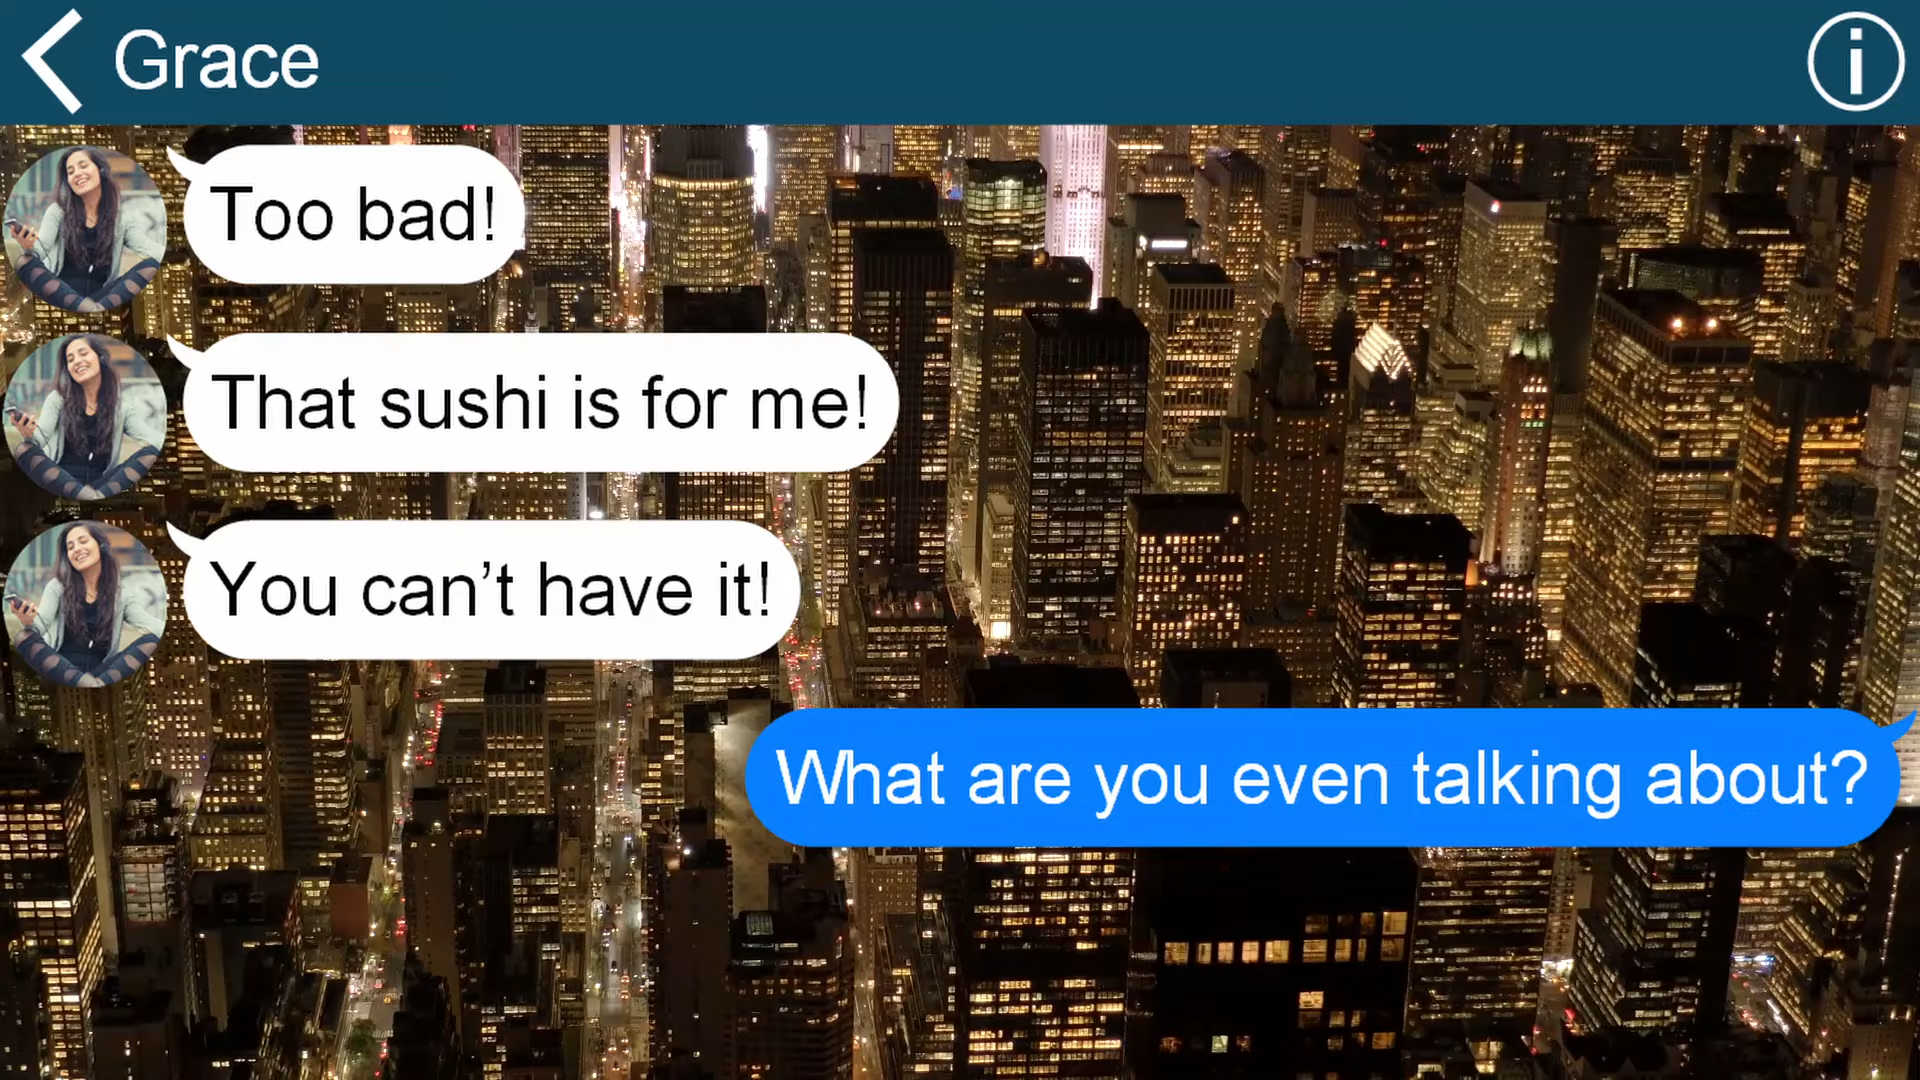 Grace
Too bad!
That sushi is for me!
You can’t have it!
What are you even talking about?